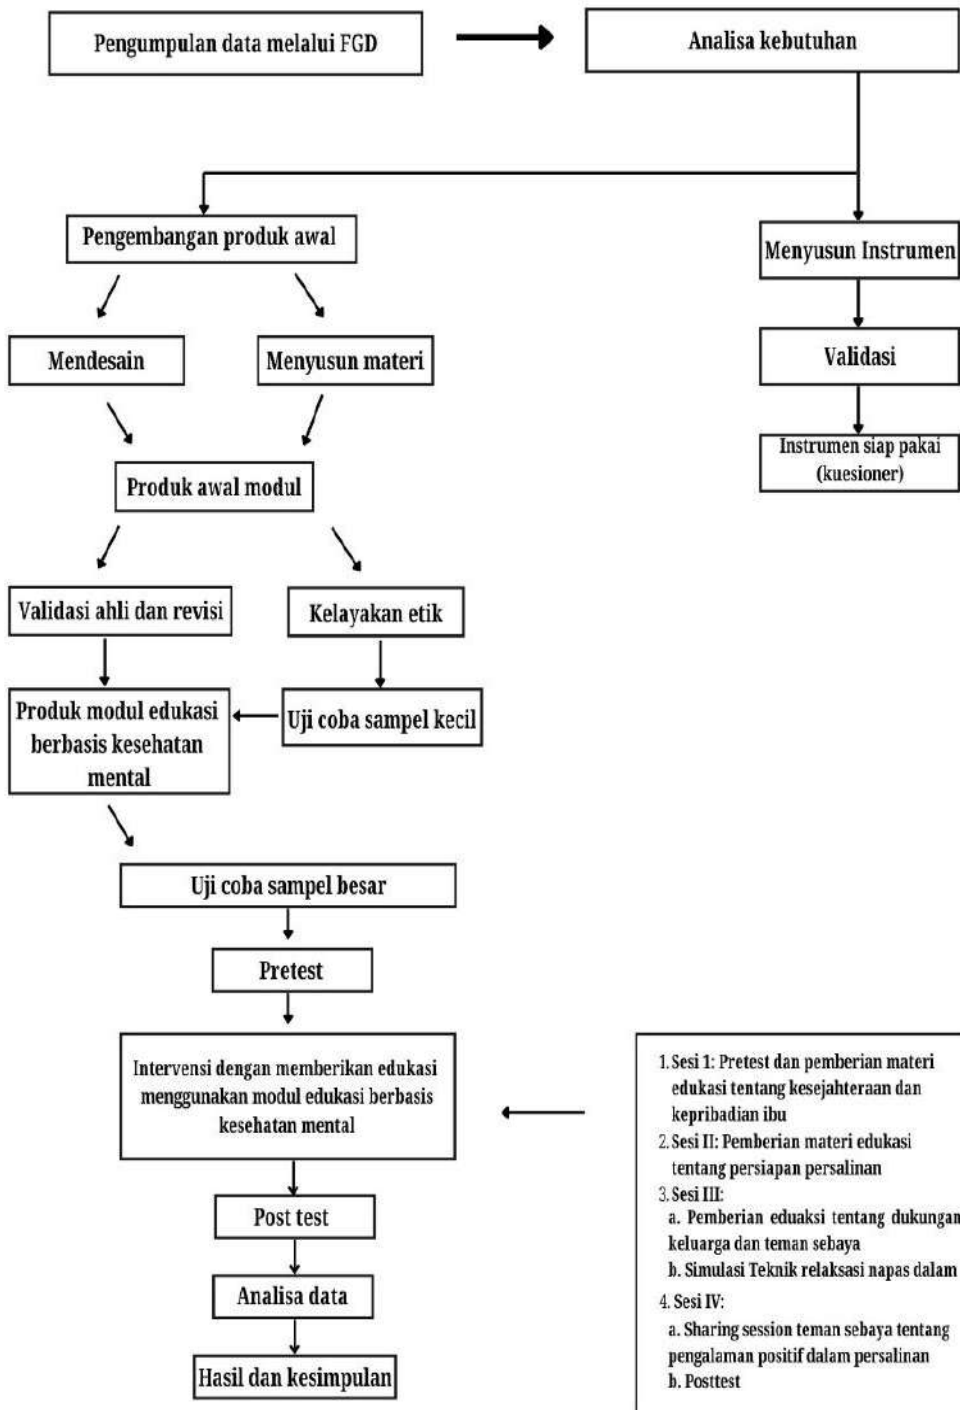 Pengumpulan data melalui FGD
Analisa kebutuhan
Pengembangan produk awal
Menyusun Instrumen
Mendesain
Menyusun materi
Validasi
Produk awal modul
Instrumen siap pakai
(kuesioner)
Validasi ahli dan revisi
Kelayakan etik
Produk modul edukasi
berbasis kesehatan
mental
Uji coba sampel kecil
Uji coba sampel besar
Pretest
Intervensi dengan memberikan edukasi
menggunakan modul edukasi berbasis
kesehatan mental
Post test
Analisa data
Hasil dan kesimpulan
1. Sesi 1: Pretest dan pemberian materi
edukasi tentang kesejahteraan dan
kepribadian ibu
2. Sesi II: Pemberian materi edukasi
tentang persiapan persalinan
3. Sesi III:
a. Pemberian eduaksi tentang dukungan
keluarga dan teman sebaya
b. Simulasi Teknik relaksasi napas dalam
4. Sesi IV:
a. Sharing session teman sebaya tentang
pengalaman positif dalam persalinan
b. Posttest